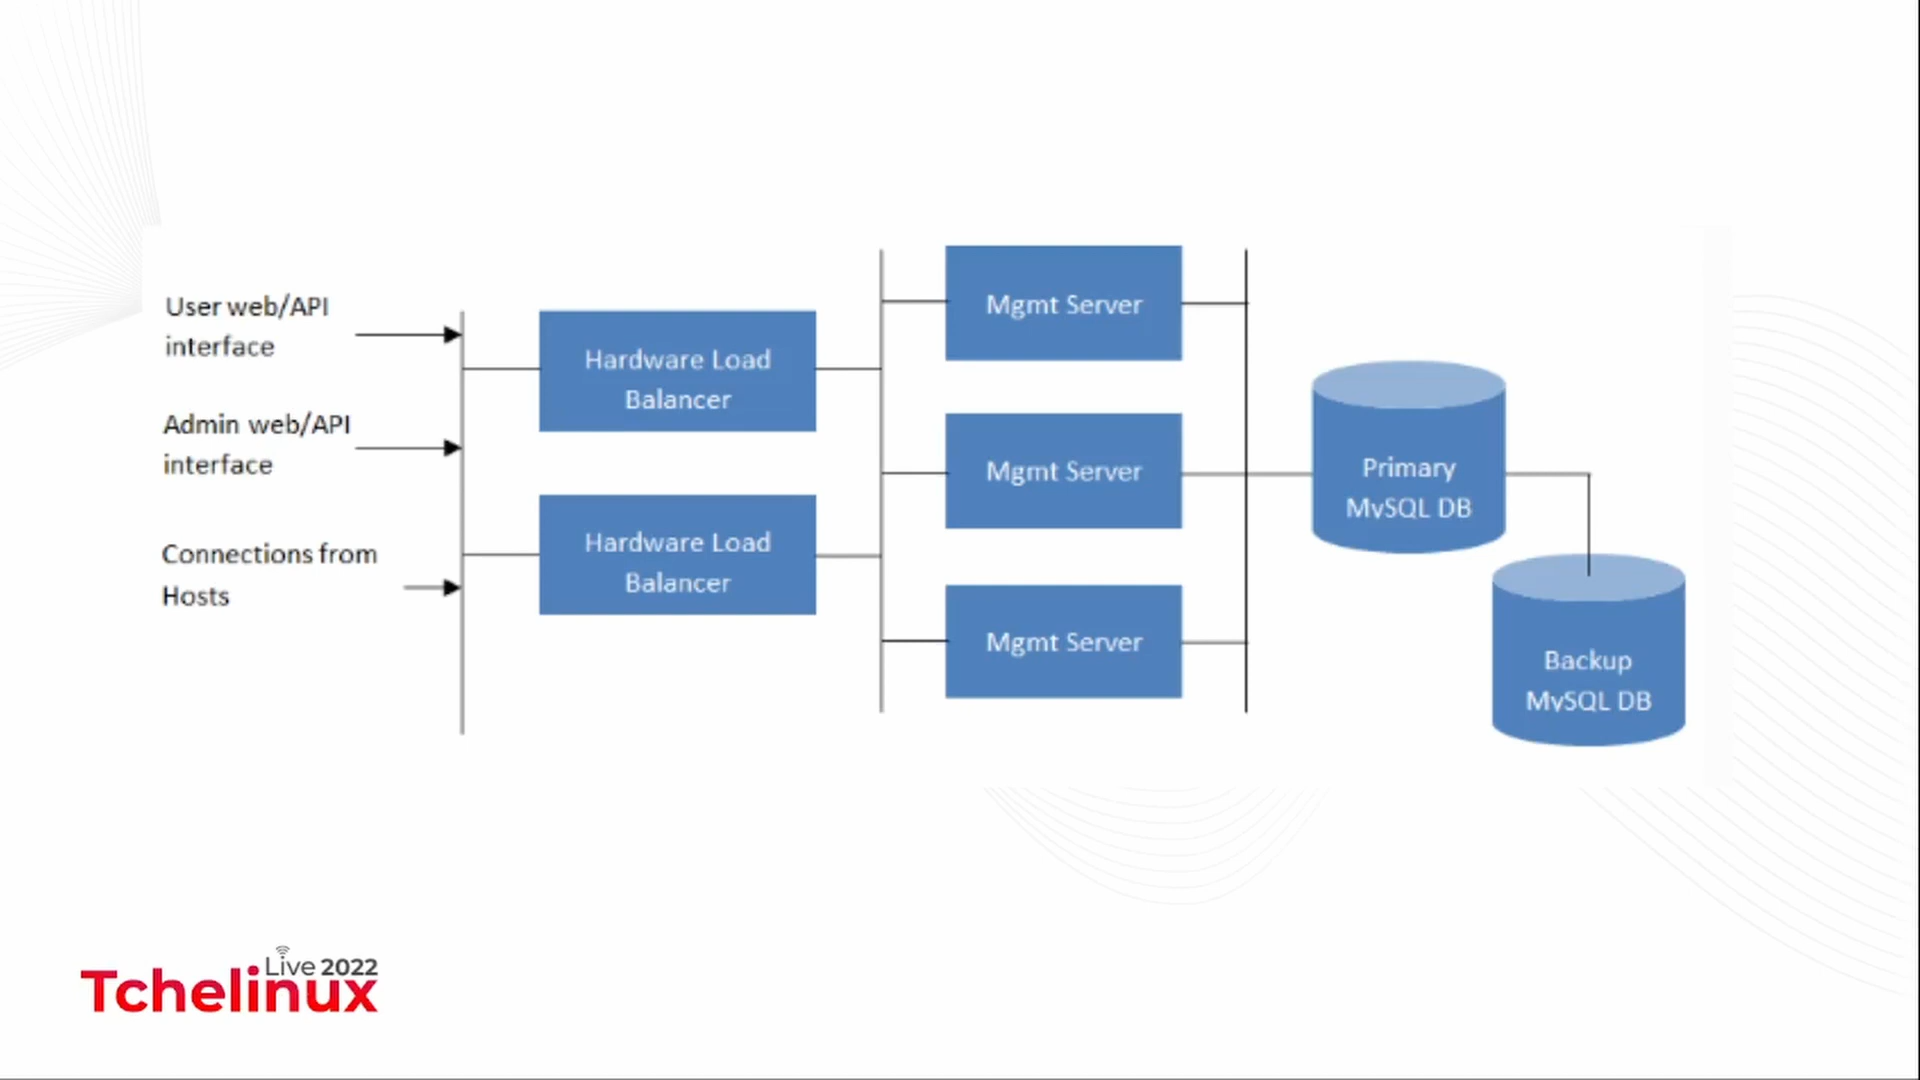 User web/API
interface
Admin web/API
interface
Connections from
Hosts
Hardware Load
Balancer
Hardware Load
Balancer
Mgmt Server
Mgmt Server
Mgmt Server
Primary
MySQL DB
Backup
MySQL DB
Live 2022
Tchelinux